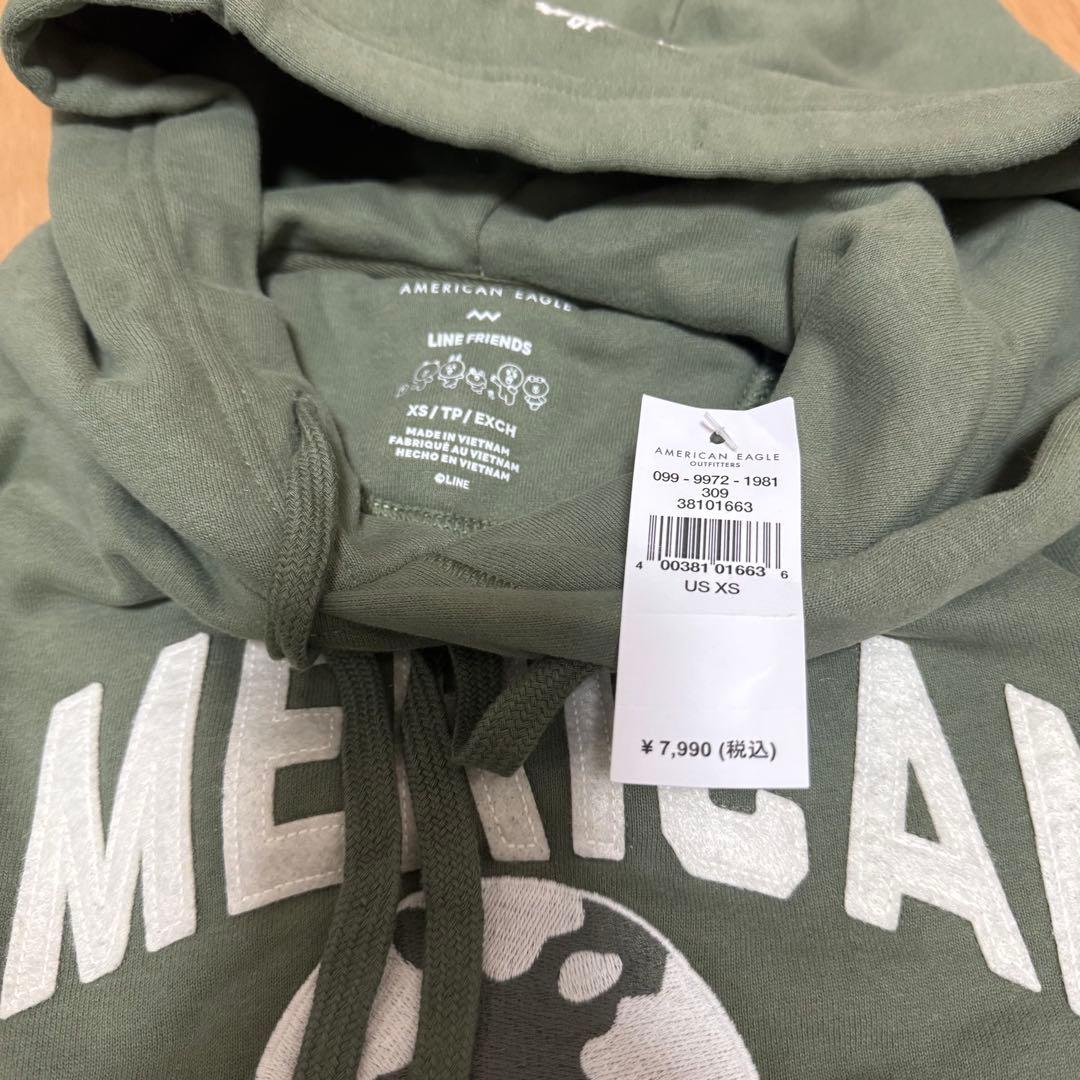 AMERICAN EAGLE
LINE FRIENDS
XS / TP / EXCH
MADE IN VIETNAM
FABRIQUÉ AU VIETNAM
HECHO EN VIETNAM
©LINE
AMERICAN EAGLE
OUTFITTERS
099 - 9972 - 1981
309
38101663
4 00381 01663 6
US XS
¥ 7,990 (税込)
MERICAN